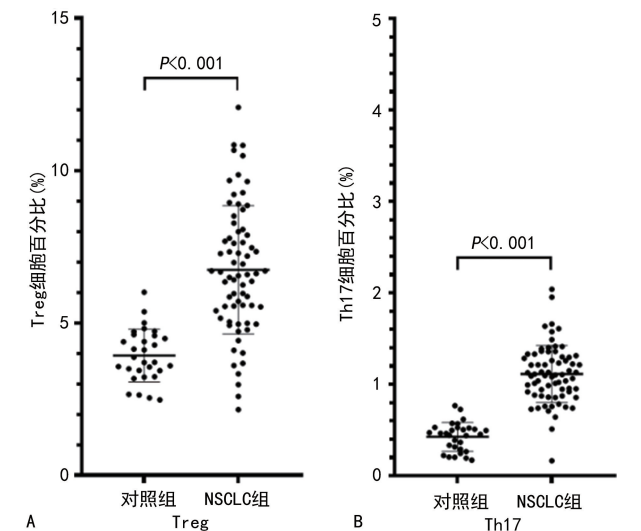 15
10
5
0
Treg细胞百分比(%)
P<0.001
对照组 NSCLC组
A Treg
5
4
3
2
1
0
Th17细胞百分比(%)
P<0.001
对照组 NSCLC组
B Th17